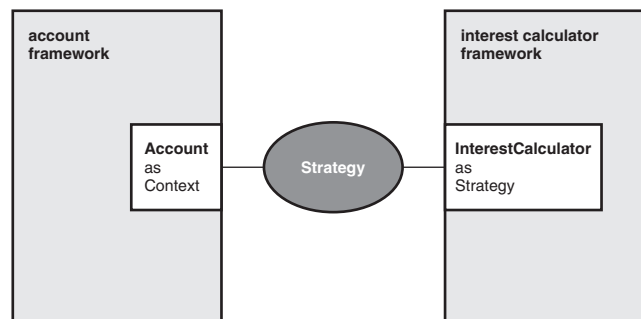 account
framework
Account
as
Context
Strategy
interest calculator
framework
InterestCalculator
as
Strategy